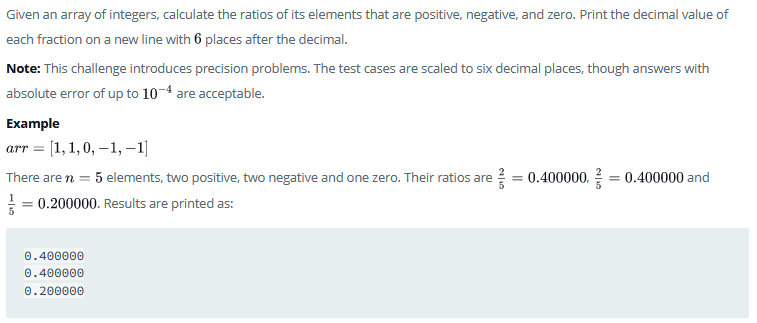 Given an array of integers, calculate the ratios of its elements that are positive, negative, and zero. Print the decimal value of
each fraction on a new line with 6 places after the decimal.
Note: This challenge introduces precision problems. The test cases are scaled to six decimal places, though answers with
absolute error of up to 10⁻⁴ are acceptable.
Example
arr = [1, 1, 0, −1, −1]
There are n = 5 elements, two positive, two negative and one zero. Their ratios are 2/5 = 0.400000, 2/5 = 0.400000 and
1/5 = 0.200000. Results are printed as:
0.400000
0.400000
0.200000